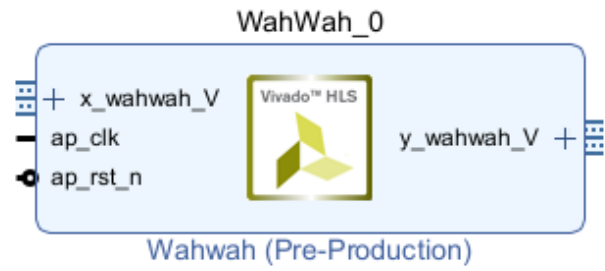 WahWah_0
x_wahwah_V
ap_clk
ap_rst_n
Vivado™ HLS
y_wahwah_V
Wahwah (Pre-Production)